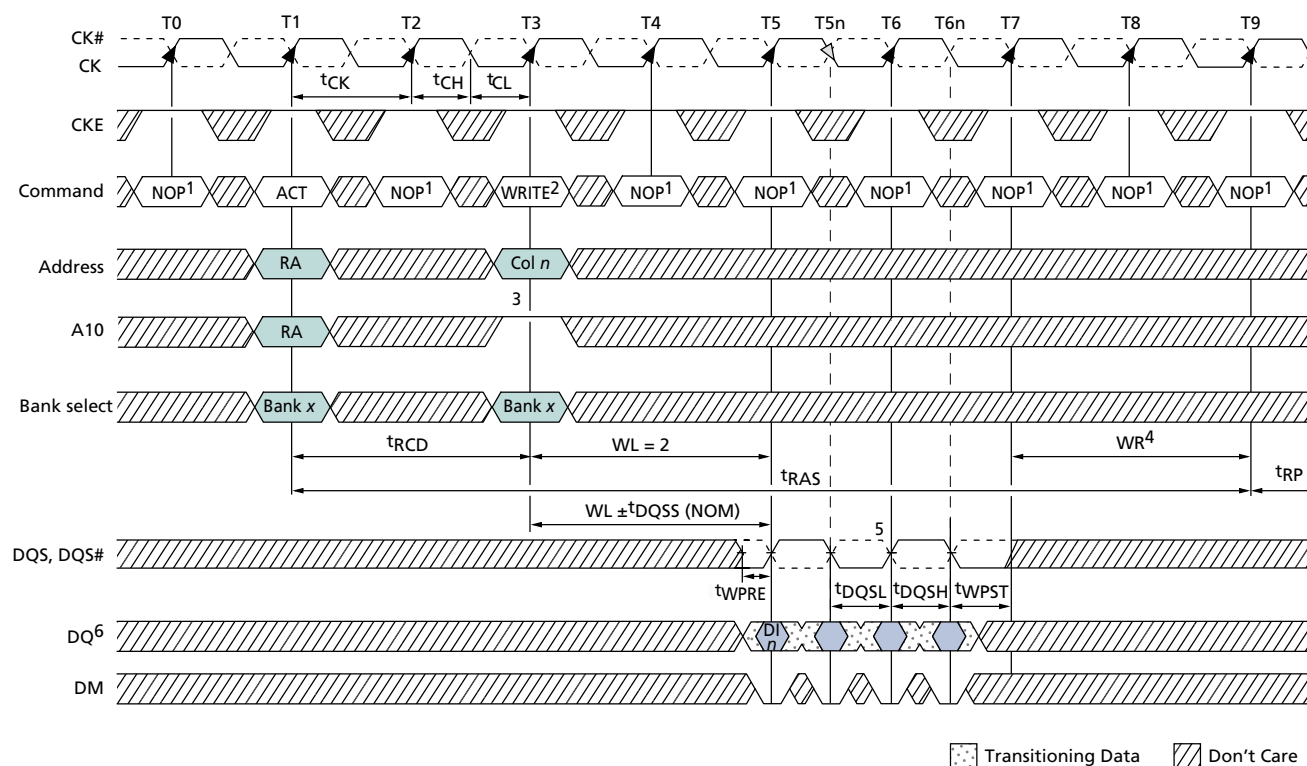 T0 T1 T2 T3 T4 T5 T5n T6 T6n T7 T8 T9
CK#
CK
tCK tCH tCL
CKE
Command NOP1 ACT NOP1 WRITE2 NOP1 NOP1 NOP1 NOP1 NOP1 NOP1
Address RA Col n
3
A10 RA
Bank select Bank x Bank x
tRCD WL = 2 WR4
tRAS tRP
WL ±tDQSS (NOM)
5
DQS, DQS#
tWPRE tDQSL tDQSH tWPST
DQ6 DI
n
DM
Transitioning Data Don't Care